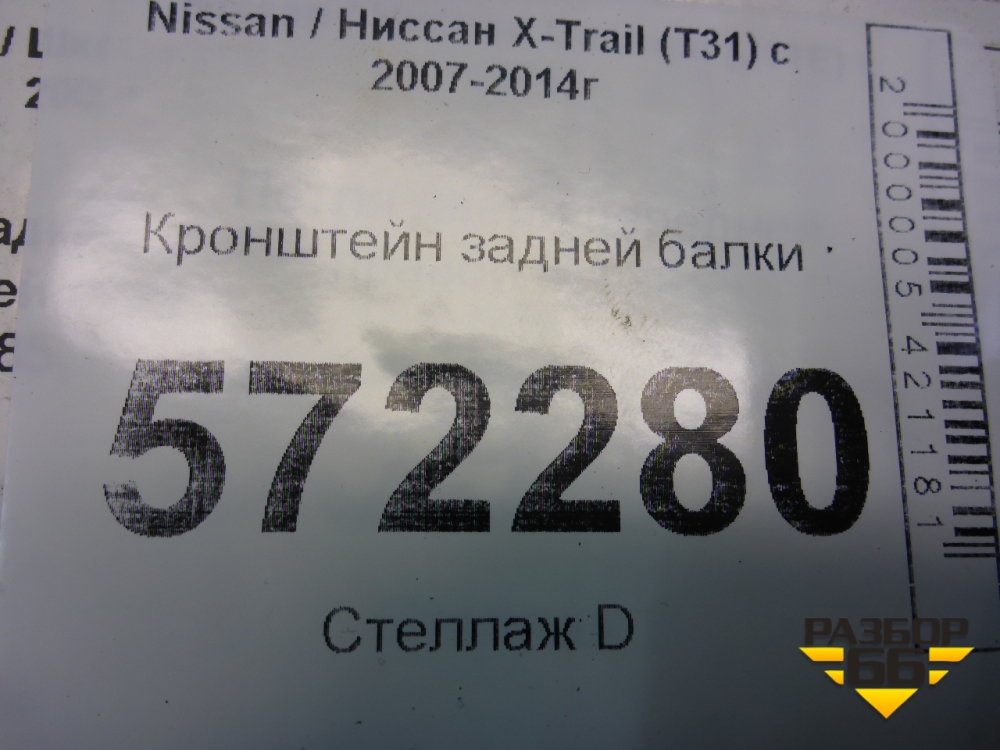 Nissan / Ниссан X-Trail (T31) с
2007-2014г
Кронштейн задней балки
572280
Стеллаж D
2000005421181
РАЗБОР
66